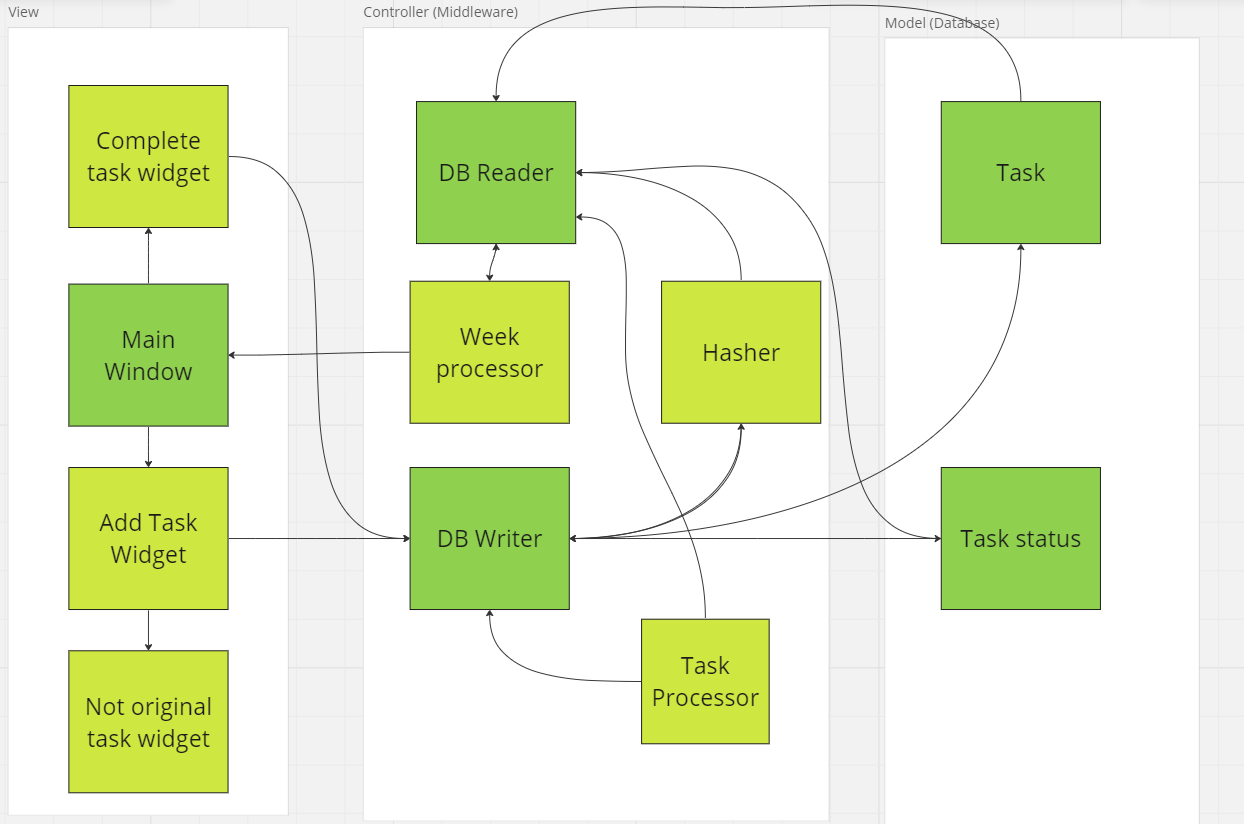 View
Complete
task widget
Main
Window
Add Task
Widget
Not original
task widget
Controller (Middleware)
DB Reader
Week
processor
Hasher
DB Writer
Task
Processor
Model (Database)
Task
Task status